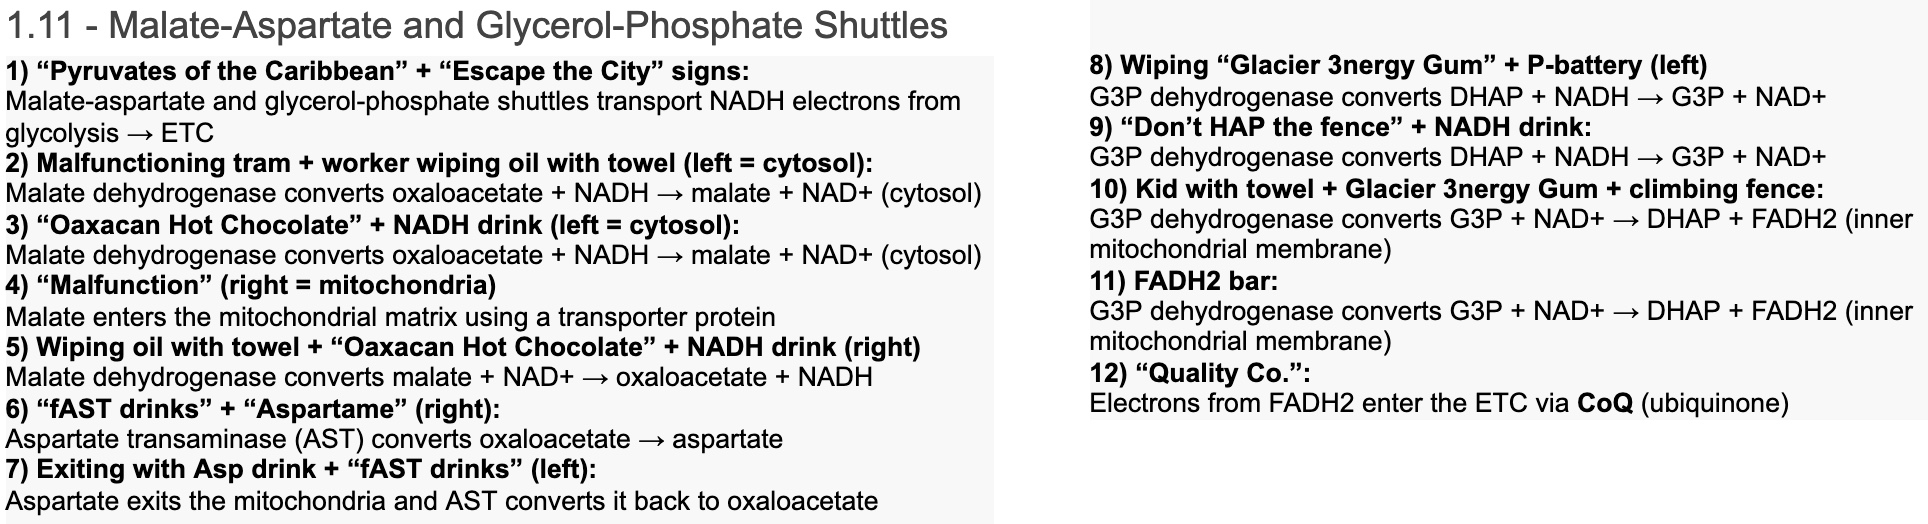 1.11 - Malate-Aspartate and Glycerol-Phosphate Shuttles
1) “Pyruvates of the Caribbean” + “Escape the City” signs:
Malate-aspartate and glycerol-phosphate shuttles transport NADH electrons from
glycolysis → ETC
2) Malfunctioning tram + worker wiping oil with towel (left = cytosol):
Malate dehydrogenase converts oxaloacetate + NADH → malate + NAD+ (cytosol)
3) “Oaxacan Hot Chocolate” + NADH drink (left = cytosol):
Malate dehydrogenase converts oxaloacetate + NADH → malate + NAD+ (cytosol)
4) “Malfunction” (right = mitochondria)
Malate enters the mitochondrial matrix using a transporter protein
5) Wiping oil with towel + “Oaxacan Hot Chocolate” + NADH drink (right)
Malate dehydrogenase converts malate + NAD+ → oxaloacetate + NADH
6) “fAST drinks” + “Aspartame” (right):
Aspartate transaminase (AST) converts oxaloacetate → aspartate
7) Exiting with Asp drink + “fAST drinks” (left):
Aspartate exits the mitochondria and AST converts it back to oxaloacetate
8) Wiping “Glacier 3nergy Gum” + P-battery (left)
G3P dehydrogenase converts DHAP + NADH → G3P + NAD+
9) “Don’t HAP the fence” + NADH drink:
G3P dehydrogenase converts DHAP + NADH → G3P + NAD+
10) Kid with towel + Glacier 3nergy Gum + climbing fence:
G3P dehydrogenase converts G3P + NAD+ → DHAP + FADH2 (inner
mitochondrial membrane)
11) FADH2 bar:
G3P dehydrogenase converts G3P + NAD+ → DHAP + FADH2 (inner
mitochondrial membrane)
12) “Quality Co.”:
Electrons from FADH2 enter the ETC via CoQ (ubiquinone)